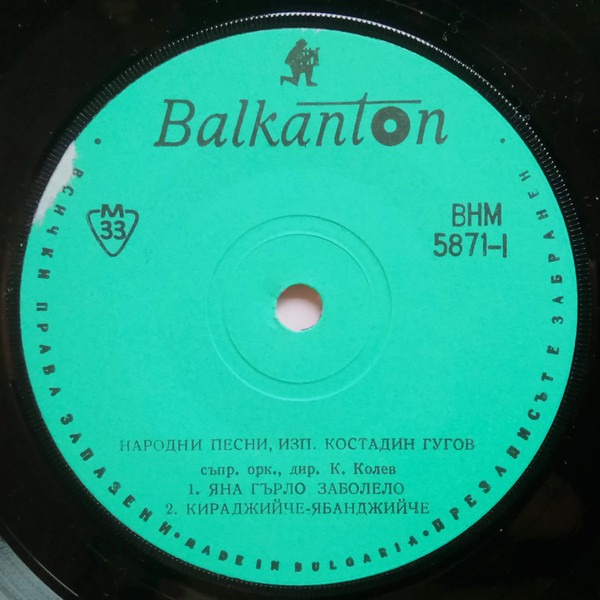 Balkanton
M
33
ВНМ
5871-I
НАРОДНИ ПЕСНИ, ИЗП. КОСТАДИН ГУГОВ
съпр. орк., дир. К. Колев
1. ЯНА ГЪРЛО ЗАБОЛЕЛО
2. КИРАДЖИЙЧЕ-ЯБАНДЖИЙЧЕ
• ВСИЧКИ ПРАВА ЗАПАЗЕНИ • MADE IN BULGARIA • ПРЕЗАПИСЪТ Е ЗАБРАНЕН •